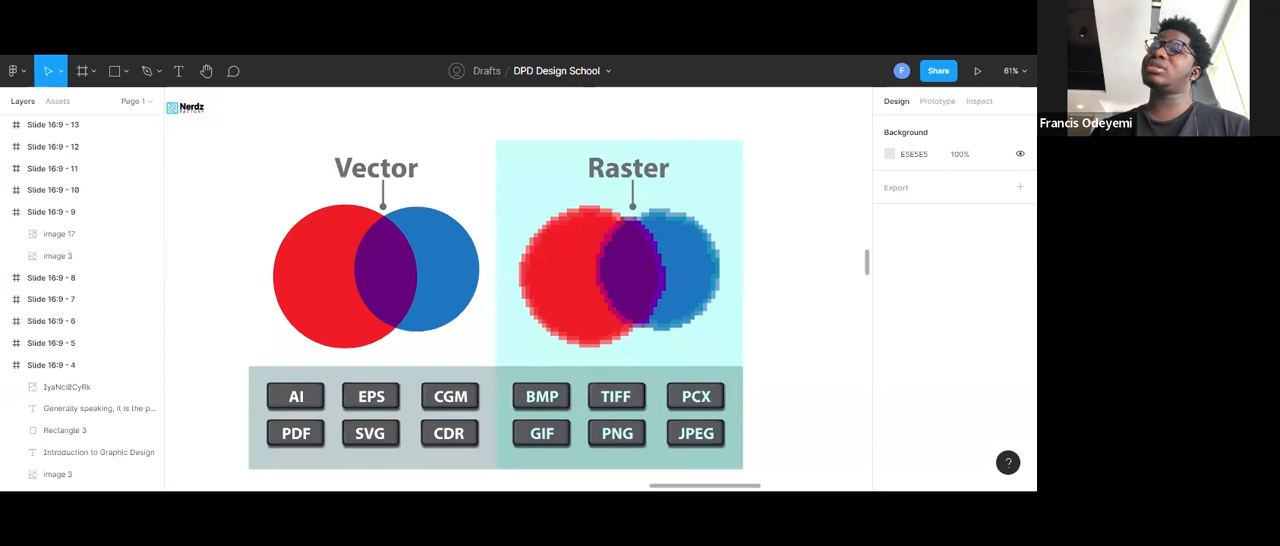 Drafts / DPD Design School
F
Share
61%
Layers
Assets
Page 1
Slide 16:9 - 13
Slide 16:9 - 12
Slide 16:9 - 11
Slide 16:9 - 10
Slide 16:9 - 9
image 17
image 3
Slide 16:9 - 8
Slide 16:9 - 7
Slide 16:9 - 6
Slide 16:9 - 5
Slide 16:9 - 4
IyaNci0CyRk
Generally speaking, it is the p...
Rectangle 3
Introduction to Graphic Design
image 3
Nerdz
FACTORY
Vector
Raster
AI EPS CGM BMP TIFF PCX
PDF SVG CDR GIF PNG JPEG
Design
Prototype
Inspect
Background
E5E5E5 100%
Export
?
Francis Odeyemi